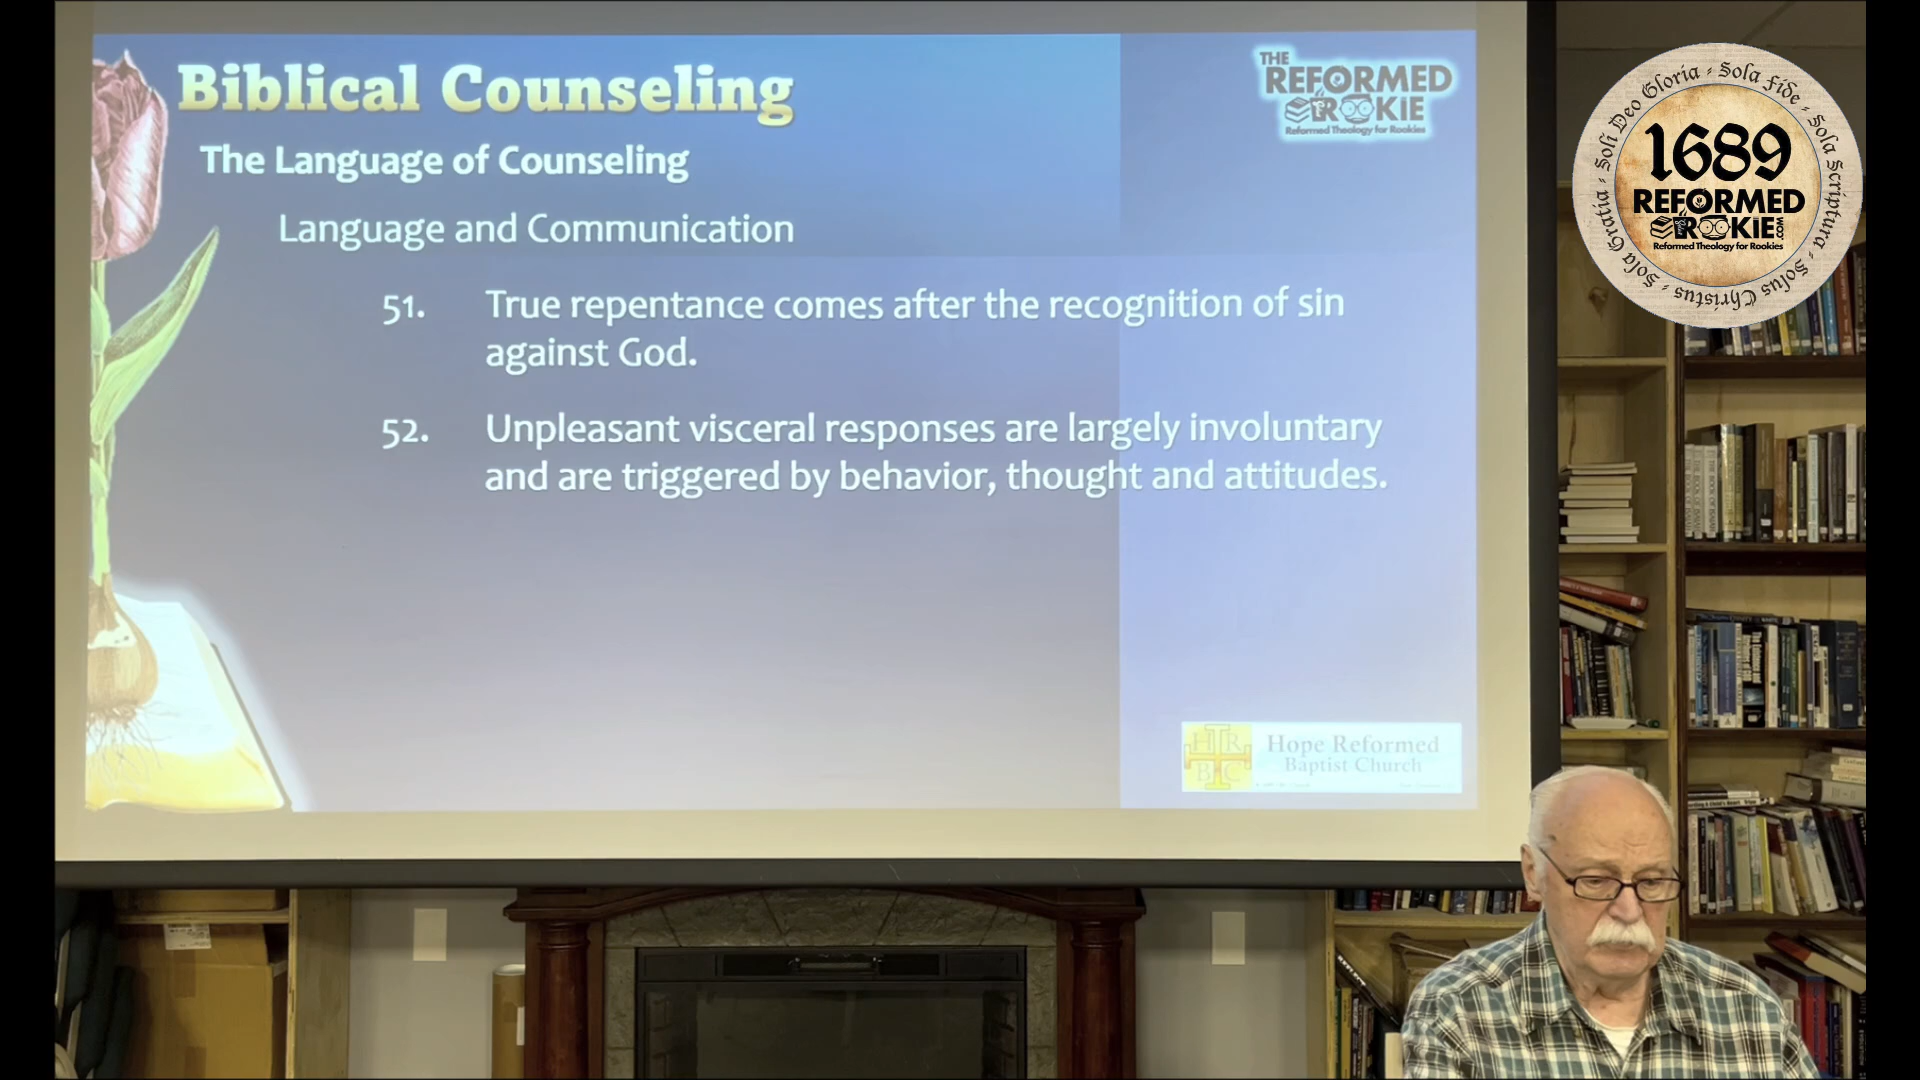 Biblical Counseling
The Language of Counseling
Language and Communication
51. True repentance comes after the recognition of sin
against God.
52. Unpleasant visceral responses are largely involuntary
and are triggered by behavior, thought and attitudes.
THE
REFORMED
ROOKIE
Reformed Theology for Rookies
Hope Reformed
Baptist Church
H R
B C
Sola Gratia - Soli Deo Gloria - Sola Fide - Sola Scriptura - Solus Christus -
1689
REFORMED
ROOKIE.COM
Reformed Theology for Rookies